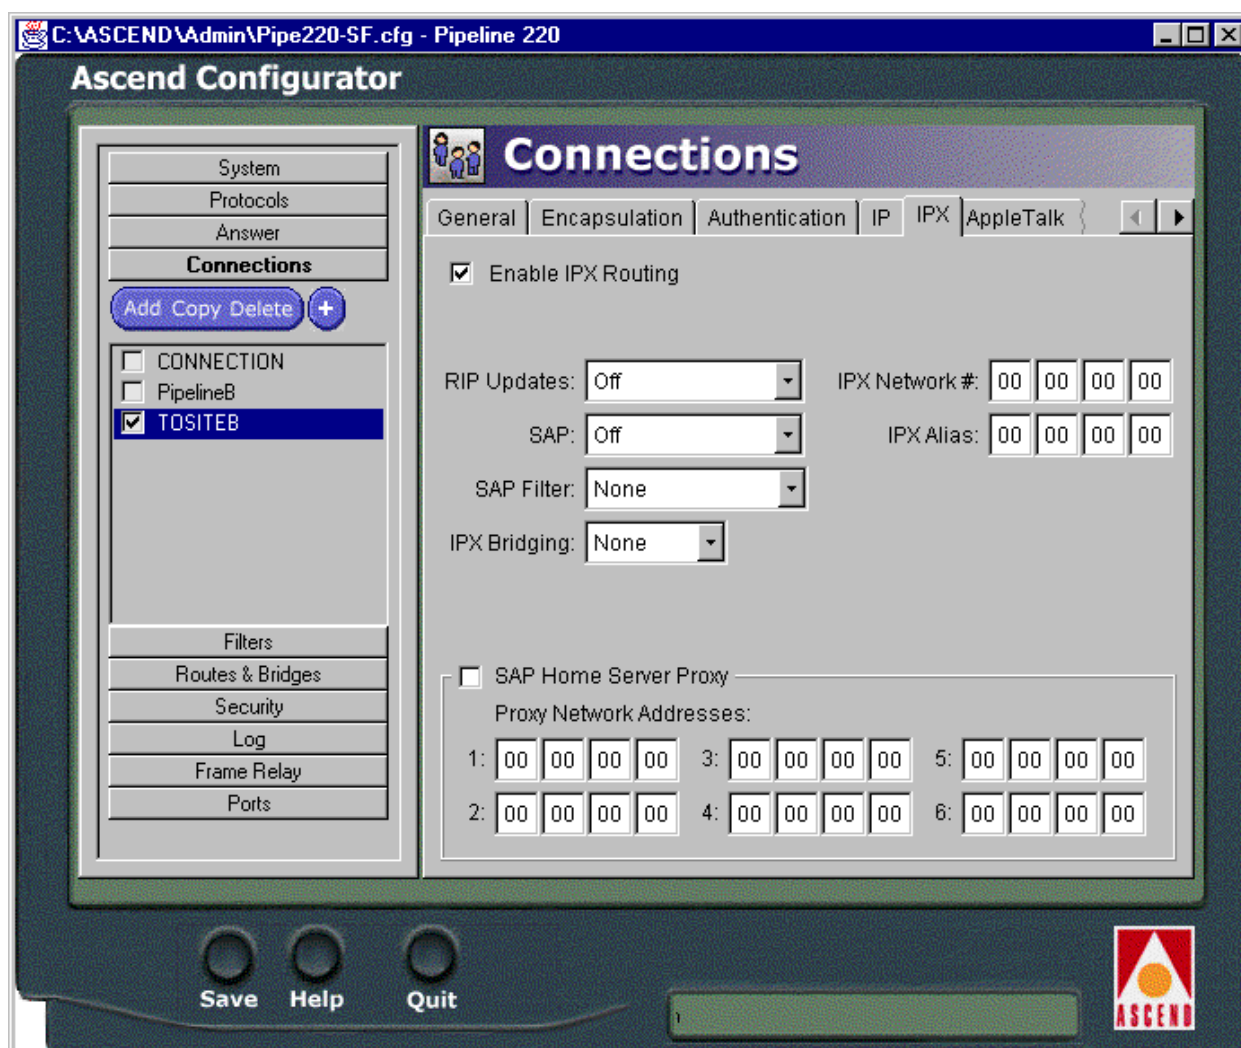 C:\ASCEND\Admin\Pipe220-SF.cfg - Pipeline 220
Ascend Configurator
System
Protocols
Answer
Connections
Add Copy Delete +
CONNECTION
PipelineB
TOSITEB
Filters
Routes & Bridges
Security
Log
Frame Relay
Ports
Connections
General Encapsulation Authentication IP IPX AppleTalk
Enable IPX Routing
RIP Updates: Off IPX Network #: 00 00 00 00
SAP: Off IPX Alias: 00 00 00 00
SAP Filter: None
IPX Bridging: None
SAP Home Server Proxy
Proxy Network Addresses:
1: 00 00 00 00 3: 00 00 00 00 5: 00 00 00 00
2: 00 00 00 00 4: 00 00 00 00 6: 00 00 00 00
Save Help Quit
ASCEND